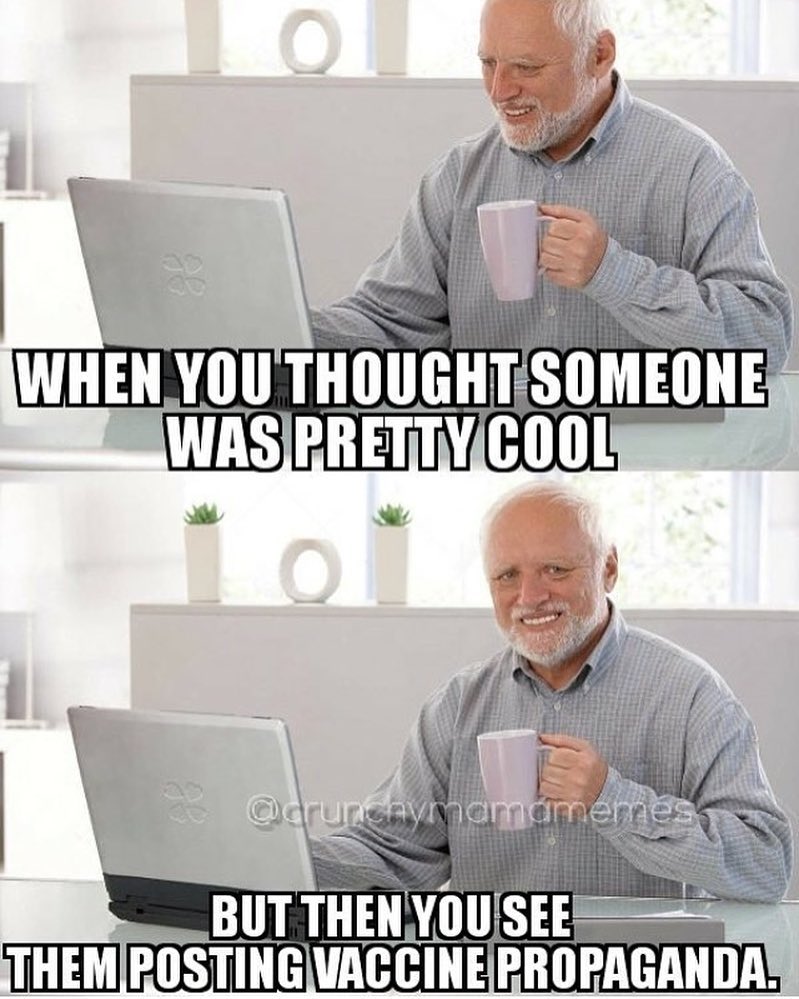 WHEN YOU THOUGHT SOMEONE
WAS PRETTY COOL
@crunchymamamemes
BUT THEN YOU SEE
THEM POSTING VACCINE PROPAGANDA.